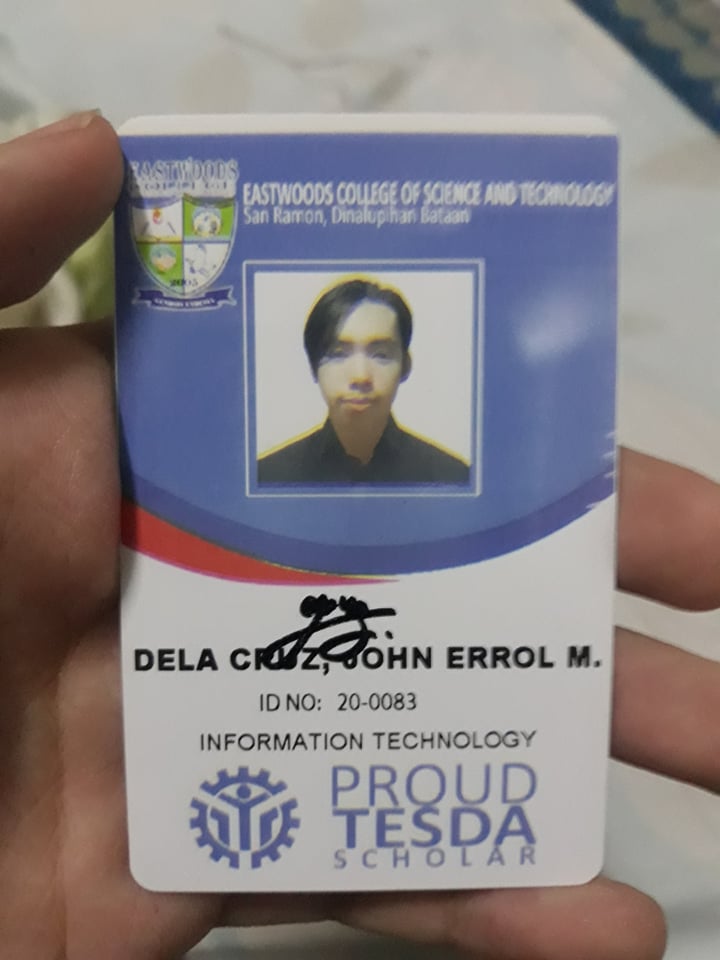 EASTWOODS
EASTWOODS COLLEGE OF SCIENCE AND TECHNOLOGY
San Ramon, Dinalupihan Bataan
2005
DELA CRUZ, JOHN ERROL M.
ID NO: 20-0083
INFORMATION TECHNOLOGY
PROUD
TESDA
SCHOLAR